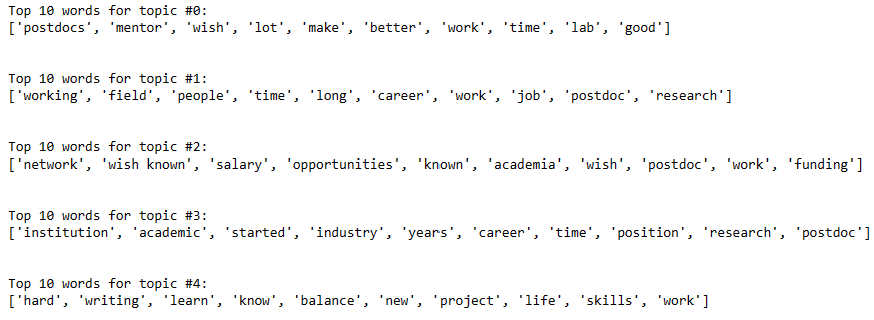 Top 10 words for topic #0:
['postdocs', 'mentor', 'wish', 'lot', 'make', 'better', 'work', 'time', 'lab', 'good']
Top 10 words for topic #1:
['working', 'field', 'people', 'time', 'long', 'career', 'work', 'job', 'postdoc', 'research']
Top 10 words for topic #2:
['network', 'wish known', 'salary', 'opportunities', 'known', 'academia', 'wish', 'postdoc', 'work', 'funding']
Top 10 words for topic #3:
['institution', 'academic', 'started', 'industry', 'years', 'career', 'time', 'position', 'research', 'postdoc']
Top 10 words for topic #4:
['hard', 'writing', 'learn', 'know', 'balance', 'new', 'project', 'life', 'skills', 'work']